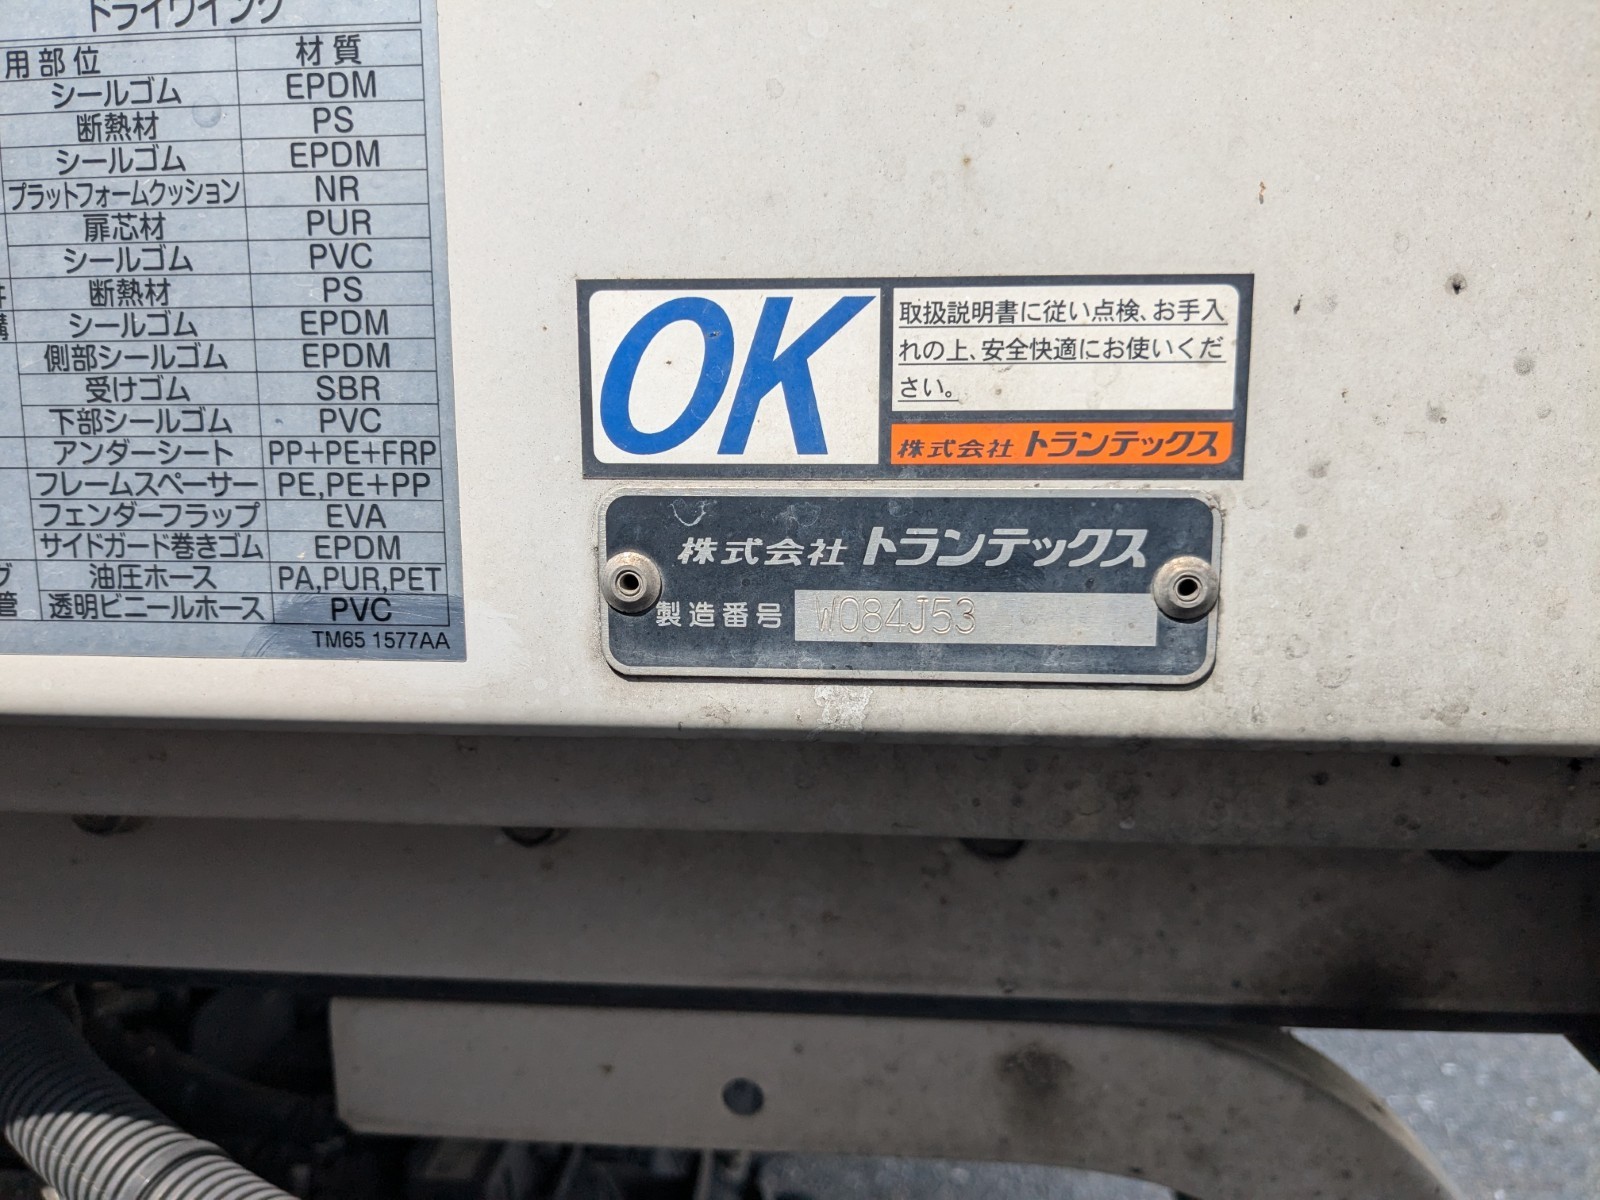 ドライウイング
用部位 材質
シールゴム EPDM
断熱材 PS
シールゴム EPDM
プラットフォームクッション NR
扉芯材 PUR
シールゴム PVC
断熱材 PS
シールゴム EPDM
側部シールゴム EPDM
受けゴム SBR
下部シールゴム PVC
アンダーシート PP+PE+FRP
フレームスペーサー PE,PE+PP
フェンダーフラップ EVA
サイドガード巻きゴム EPDM
油圧ホース PA,PUR,PET
管 透明ビニールホース PVC
TM65 1577AA
OK
取扱説明書に従い点検、お手入
れの上、安全快適にお使いくだ
さい。
株式会社トランテックス
株式会社トランテックス
製造番号 W084J53